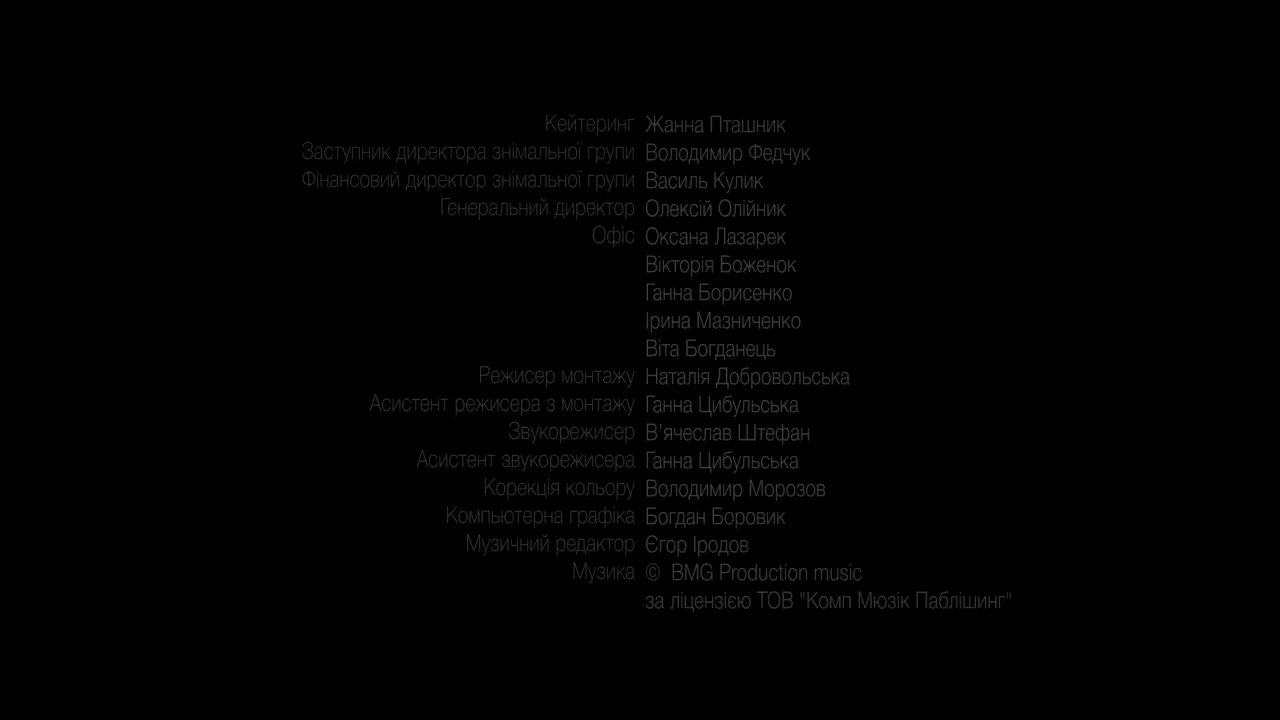 Кейтеринг Жанна Пташник
Заступник директора знімальної групи Володимир Федчук
Фінансовий директор знімальної групи Василь Кулик
Генеральний директор Олексій Олійник
Офіс Оксана Лазарек
Вікторія Боженок
Ганна Борисенко
Ірина Мазниченко
Віта Богданець
Режисер монтажу Наталія Добровольська
Асистент режисера з монтажу Ганна Цибульська
Звукорежисер В'ячеслав Штефан
Асистент звукорежисера Ганна Цибульська
Корекція кольору Володимир Морозов
Компьютерна графіка Богдан Боровик
Музичний редактор Єгор Іродов
Музика © BMG Production music
за ліцензією ТОВ "Комп Мюзік Паблішинг"